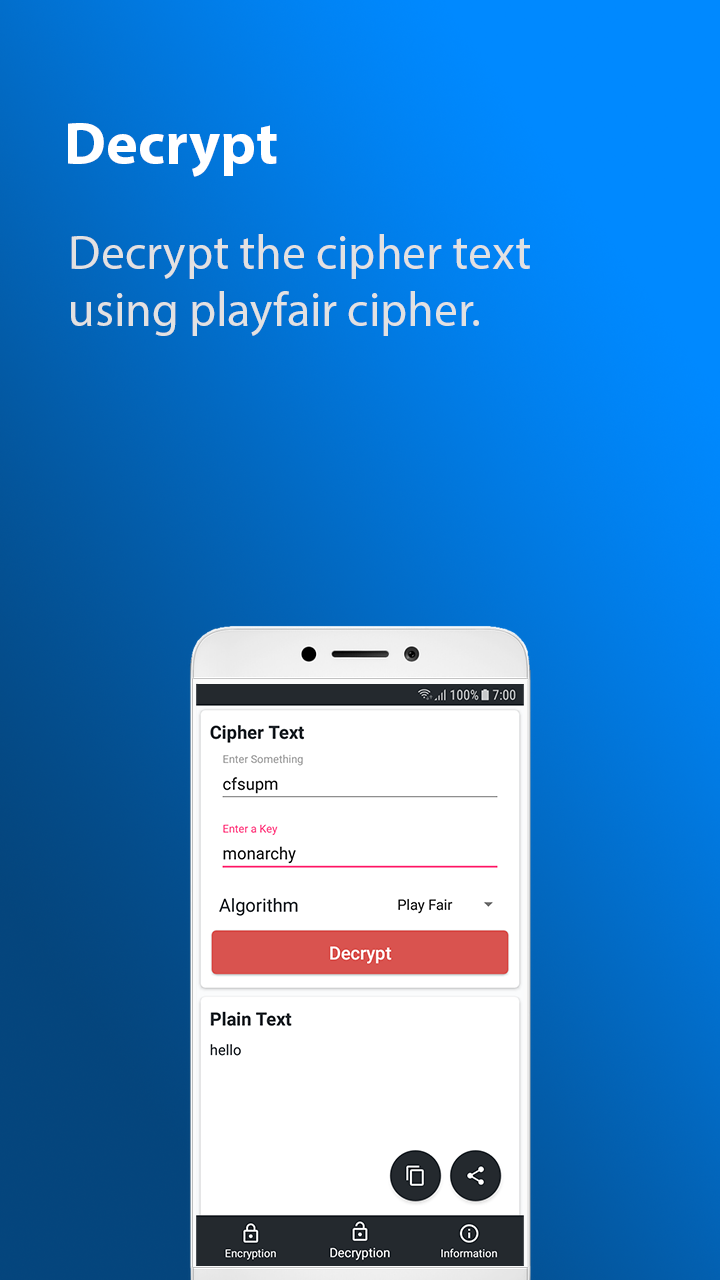 Decrypt
Decrypt the cipher text
using playfair cipher.
100% 7:00
Cipher Text
Enter Something
cfsupm
Enter a Key
monarchy
Algorithm Play Fair
Decrypt
Plain Text
hello
Encryption Decryption Information